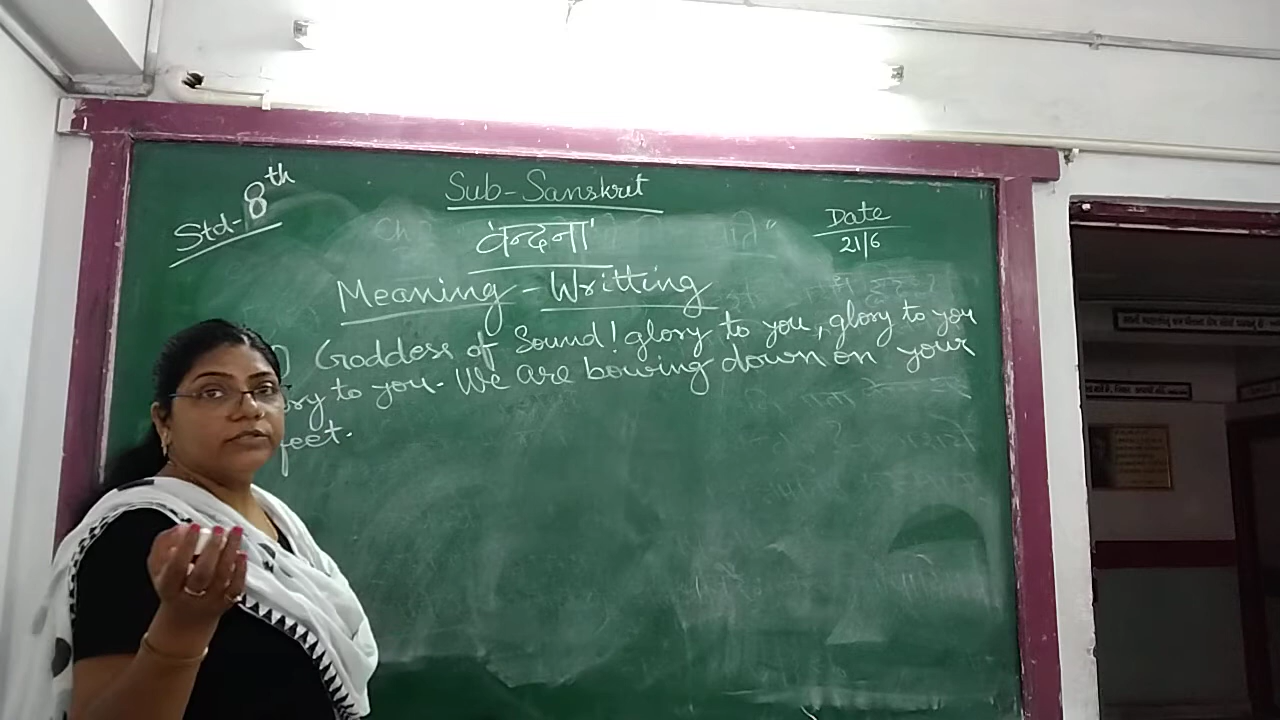 Std-8th
Sub-Sanskrit
Date
21/6
'वन्दना'
Meaning-Writting
Goddess of Sound! glory to you, glory to you
to you. We are bowing down on your
feet.